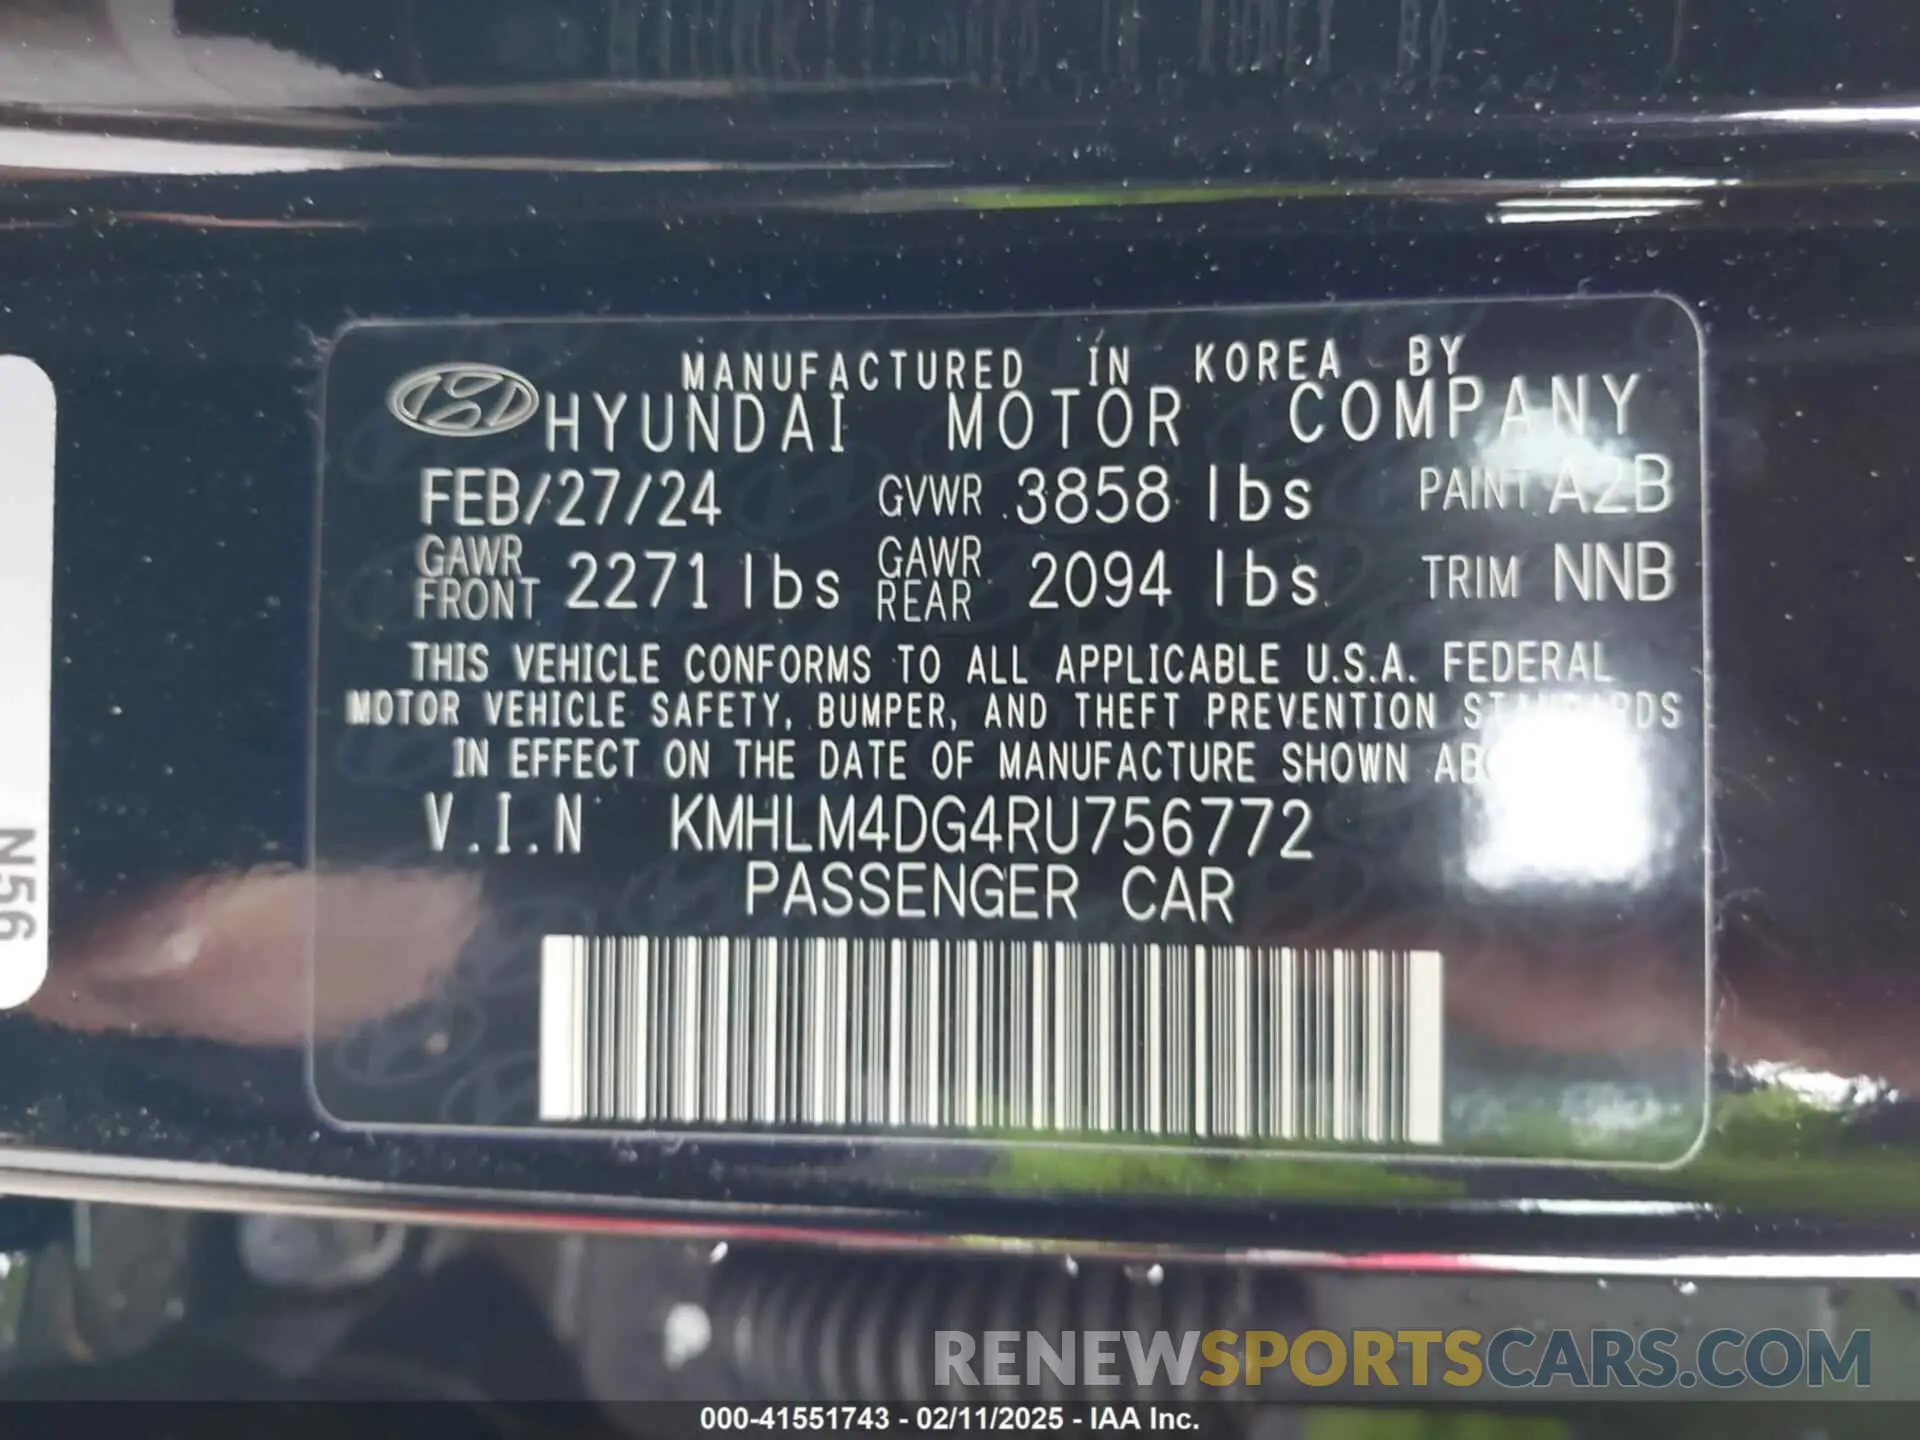 MANUFACTURED IN KOREA BY
HYUNDAI MOTOR COMPANY
FEB/27/24 GVWR 3858 lbs PAINT A2B
GAWR FRONT 2271 lbs GAWR REAR 2094 lbs TRIM NNB
THIS VEHICLE CONFORMS TO ALL APPLICABLE U.S.A. FEDERAL
MOTOR VEHICLE SAFETY, BUMPER, AND THEFT PREVENTION STANDARDS
IN EFFECT ON THE DATE OF MANUFACTURE SHOWN
V.I.N KMHLM4DG4RU756772
PASSENGER CAR
N56
RENEWSPORTSCARS.COM
000-41551743 - 02/11/2025 - IAA Inc.